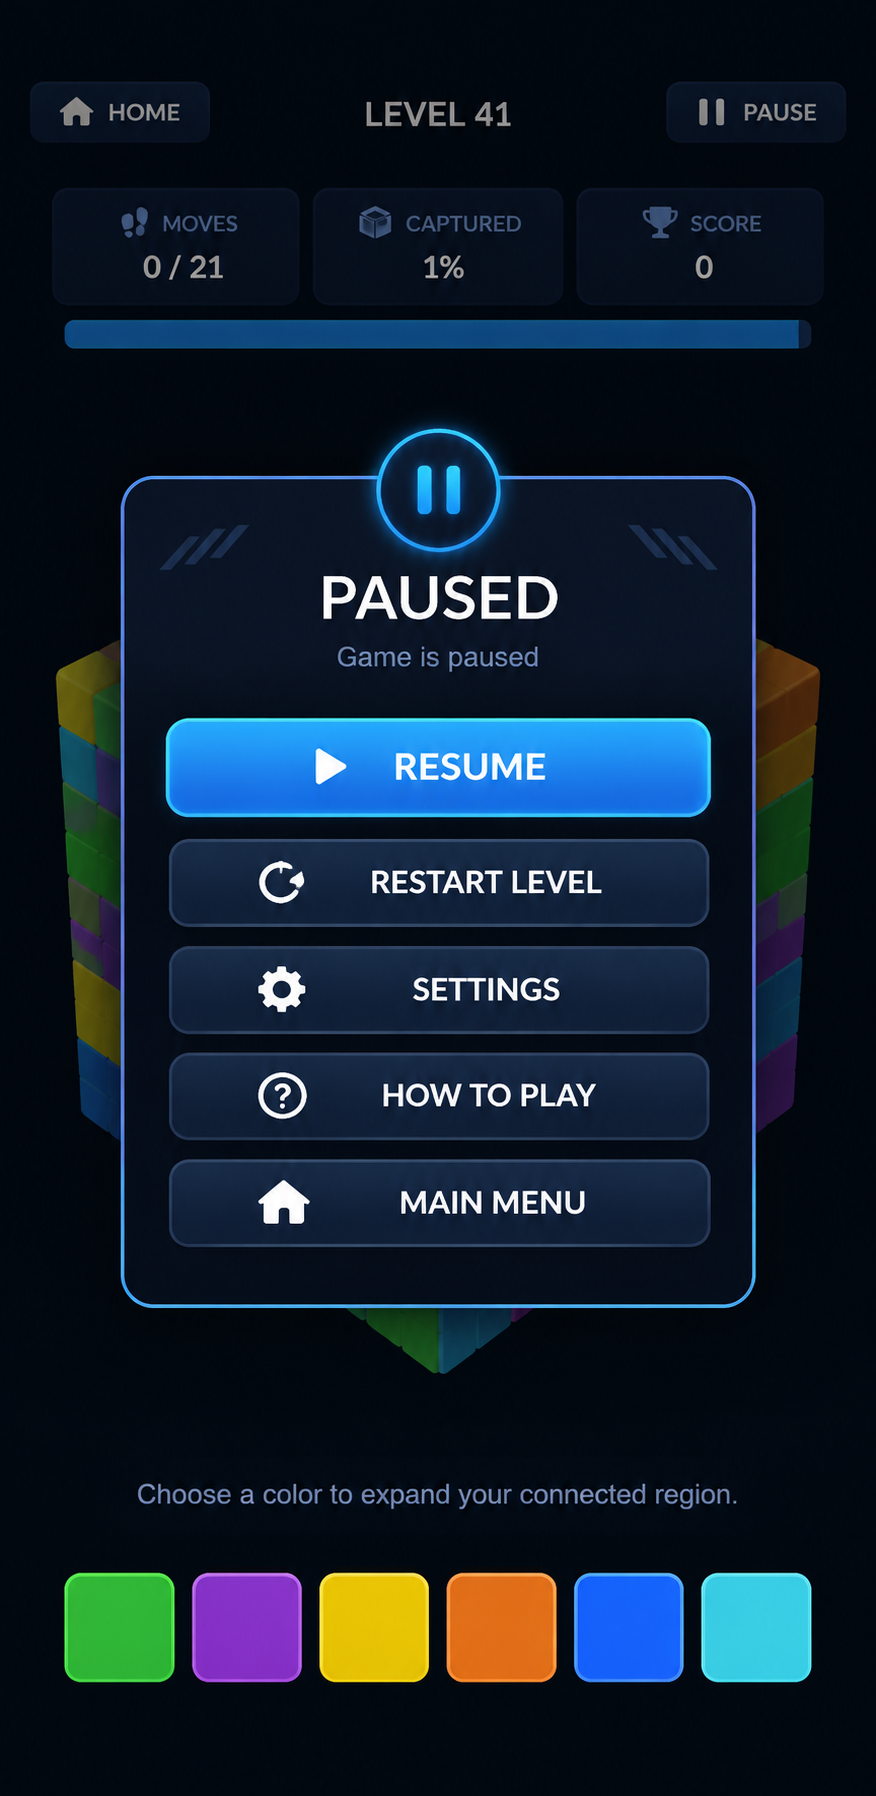 HOME
LEVEL 41
PAUSE
MOVES
0 / 21
CAPTURED
1%
SCORE
0
PAUSED
Game is paused
RESUME
RESTART LEVEL
SETTINGS
HOW TO PLAY
MAIN MENU
Choose a color to expand your connected region.